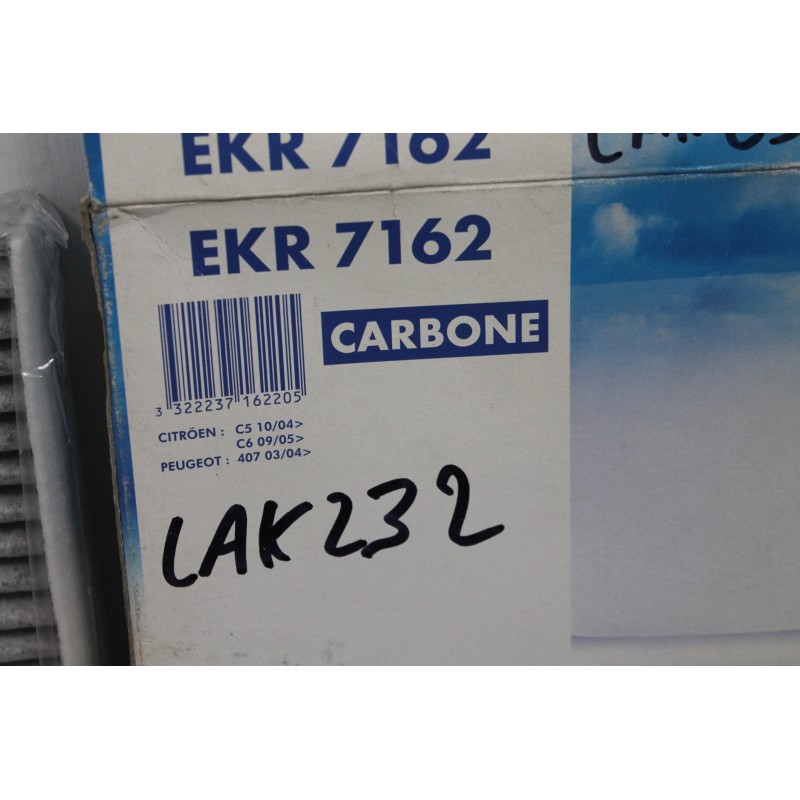 EKR 7162
EKR 7162
CARBONE
3 322237 162205
CITRÖEN : C5 10/04>
C6 09/05>
PEUGEOT : 407 03/04>
LAK232